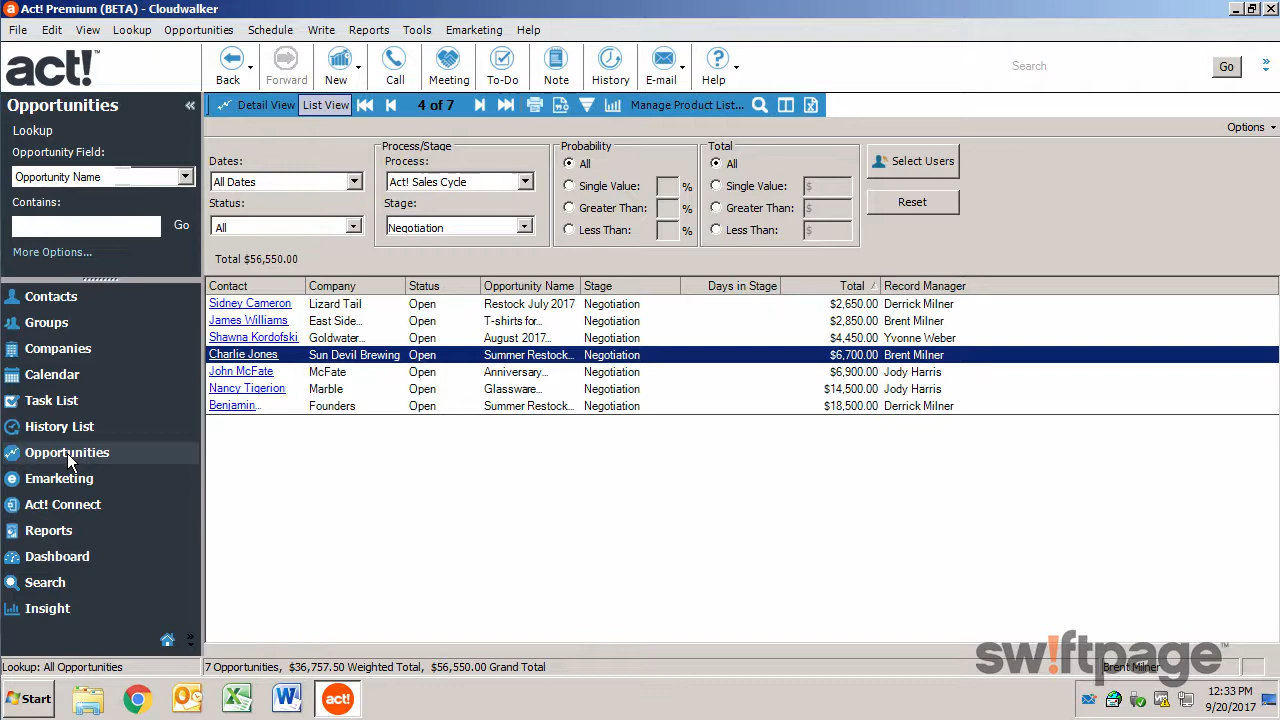 Act! Premium (BETA) - Cloudwalker
File Edit View Lookup Opportunities Schedule Write Reports Tools Emarketing Help
act!™ Back Forward New Call Meeting To-Do Note History E-mail Help Search Go
Opportunities « Detail View List View 4 of 7 Manage Product List...
Options
Lookup
Opportunity Field:
Opportunity Name
Contains:
Go
More Options...
Dates:
All Dates
Status:
All
Process/Stage
Process:
Act! Sales Cycle
Stage:
Negotiation
Probability
All
Single Value: %
Greater Than: %
Less Than: %
Total
All
Single Value: $
Greater Than: $
Less Than: $
Select Users
Reset
Total $56,550.00
Contact Company Status Opportunity Name Stage Days in Stage Total Record Manager
Sidney Cameron Lizard Tail Open Restock July 2017 Negotiation $2,650.00 Derrick Milner
James Williams East Side... Open T-shirts for... Negotiation $2,850.00 Brent Milner
Shawna Kordofski Goldwater... Open August 2017... Negotiation $4,450.00 Yvonne Weber
Charlie Jones Sun Devil Brewing Open Summer Restock... Negotiation $6,700.00 Brent Milner
John McFate McFate Open Anniversary... Negotiation $6,900.00 Jody Harris
Nancy Tigerion Marble Open Glassware... Negotiation $14,500.00 Jody Harris
Benjamin... Founders Open Summer Restock... Negotiation $18,500.00 Derrick Milner
Contacts
Groups
Companies
Calendar
Task List
History List
Opportunities
Emarketing
Act! Connect
Reports
Dashboard
Search
Insight
»
sw!ftpage™
Lookup: All Opportunities 7 Opportunities, $36,757.50 Weighted Total, $56,550.00 Grand Total Brent Milner
Start act! 12:33 PM
9/20/2017